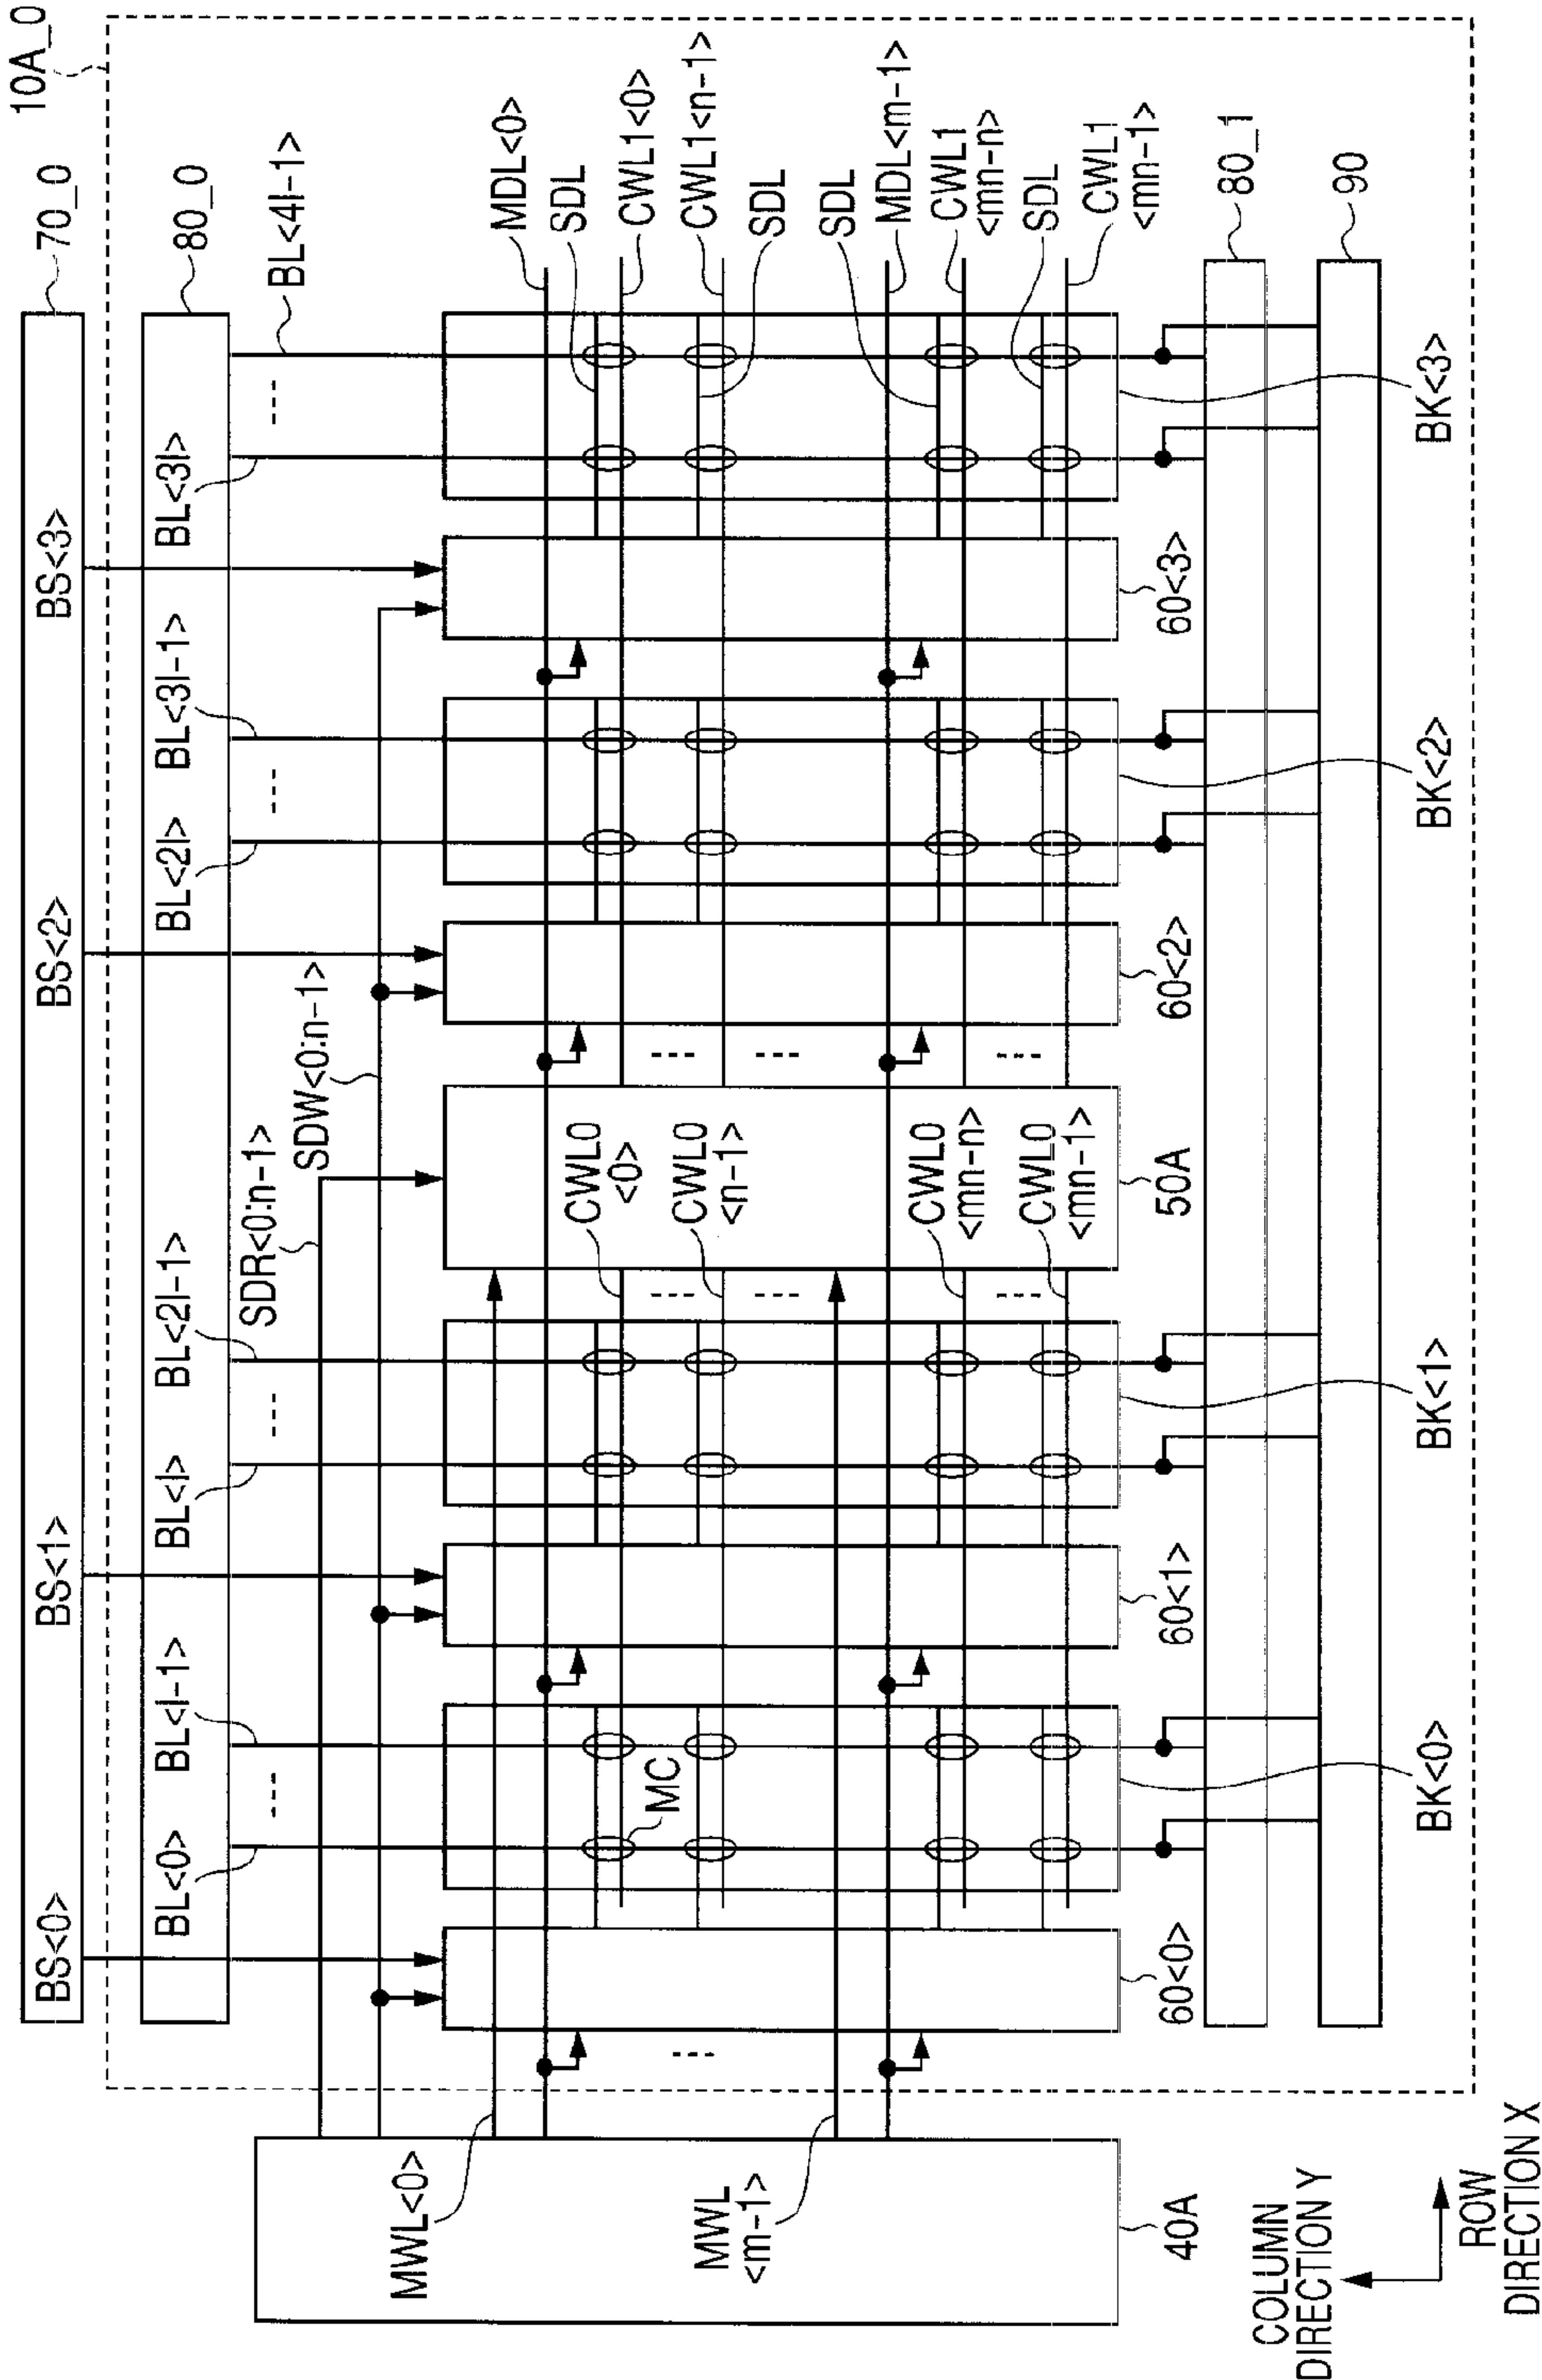 10A_0
70_0
BS<0>
BS<1>
BS<2>
BS<3>
80_0
BL<0>
BL<l-1>
BL<l>
BL<2l-1>
BL<2l>
BL<3l-1>
BL<3l>
BL<4l-1>
SDR<0:n-1>
SDW<0:n-1>
MWL<0>
MWL
<m-1>
MC
CWL0
<0>
CWL0
<n-1>
CWL0
<mn-n>
CWL0
<mn-1>
MDL<0>
SDL
CWL1<0>
CWL1<n-1>
SDL
SDL
MDL<m-1>
CWL1
<mn-n>
SDL
CWL1
<mn-1>
40A
60<0>
60<1>
50A
60<2>
60<3>
80_1
90
BK<0>
BK<1>
BK<2>
BK<3>
COLUMN
DIRECTION Y
ROW
DIRECTION X